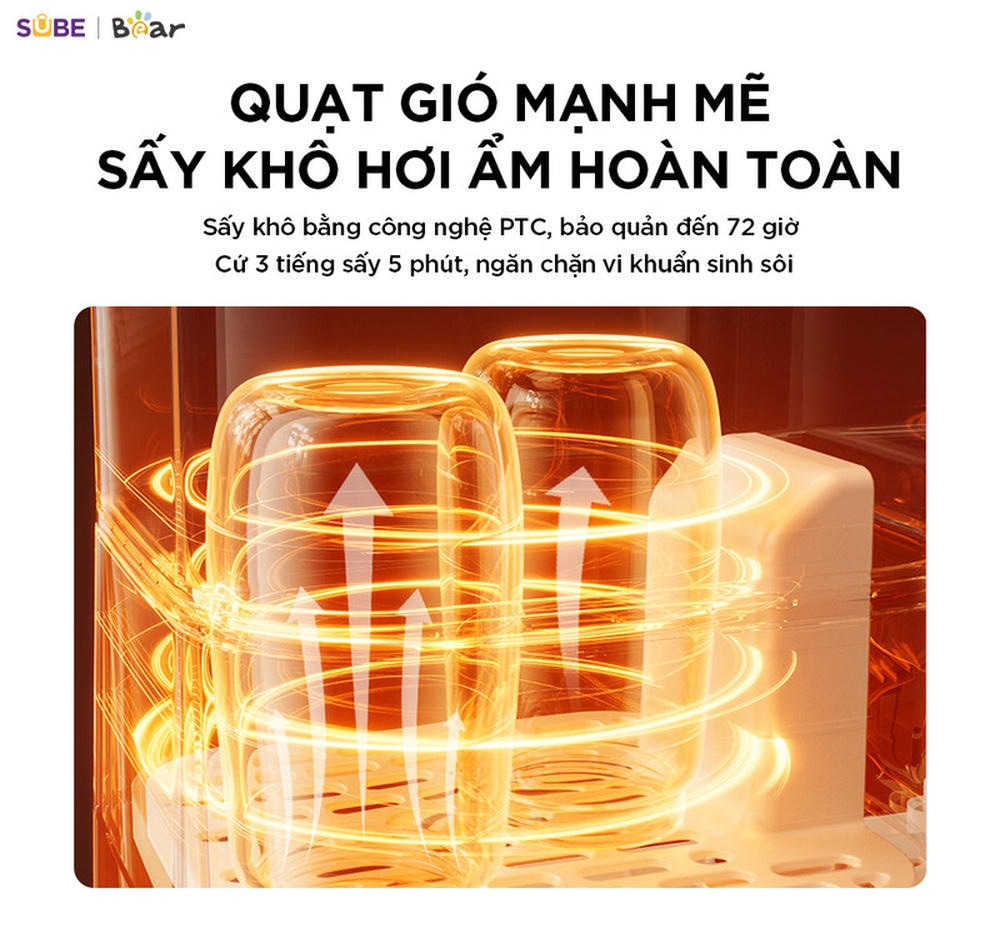 SUBE | Bear
QUẠT GIÓ MẠNH MẼ
SẤY KHÔ HƠI ẨM HOÀN TOÀN
Sấy khô bằng công nghệ PTC, bảo quản đến 72 giờ
Cứ 3 tiếng sấy 5 phút, ngăn chặn vi khuẩn sinh sôi